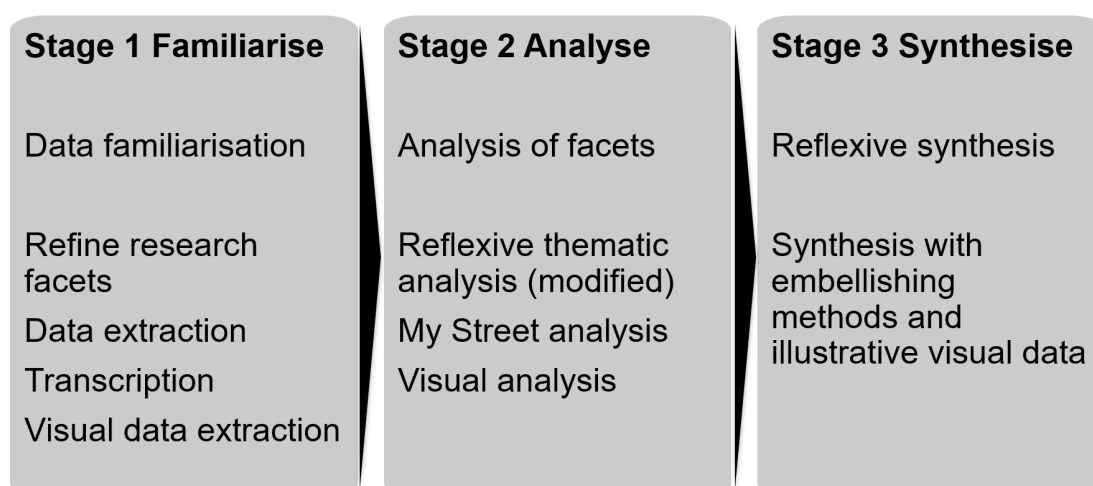 Stage 1 Familiarise
Data familiarisation
Refine research
facets
Data extraction
Transcription
Visual data extraction
Stage 2 Analyse
Analysis of facets
Reflexive thematic
analysis (modified)
My Street analysis
Visual analysis
Stage 3 Synthesise
Reflexive synthesis
Synthesis with
embellishing
methods and
illustrative visual data